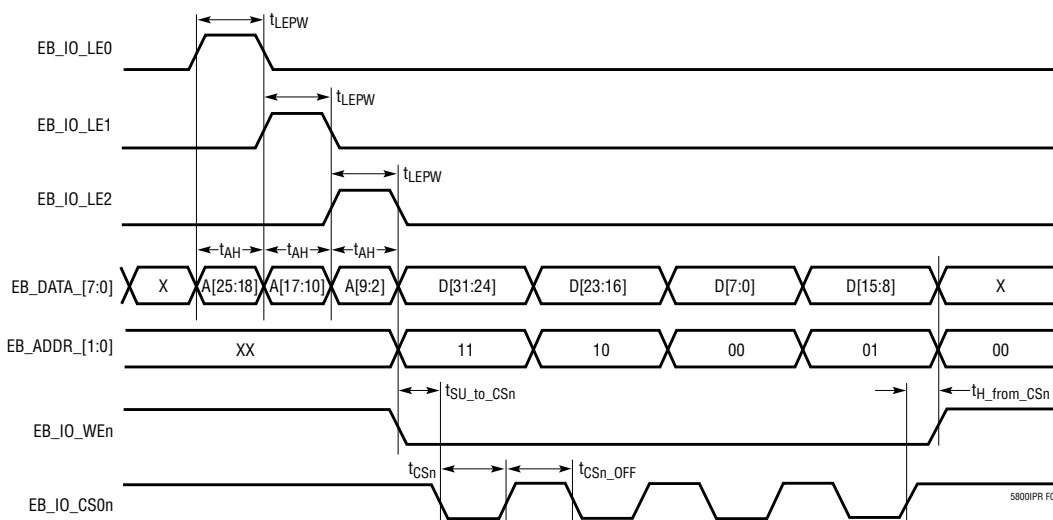 tLEPW
EB_IO_LE0
tLEPW
EB_IO_LE1
tLEPW
EB_IO_LE2
tAH tAH tAH
EB_DATA_[7:0] X A[25:18] A[17:10] A[9:2] D[31:24] D[23:16] D[7:0] D[15:8] X
EB_ADDR_[1:0] XX 11 10 00 01 00
tSU_to_CSn tH_from_CSn
EB_IO_WEn
tCSn tCSn_OFF
EB_IO_CS0n
5800IPR F0